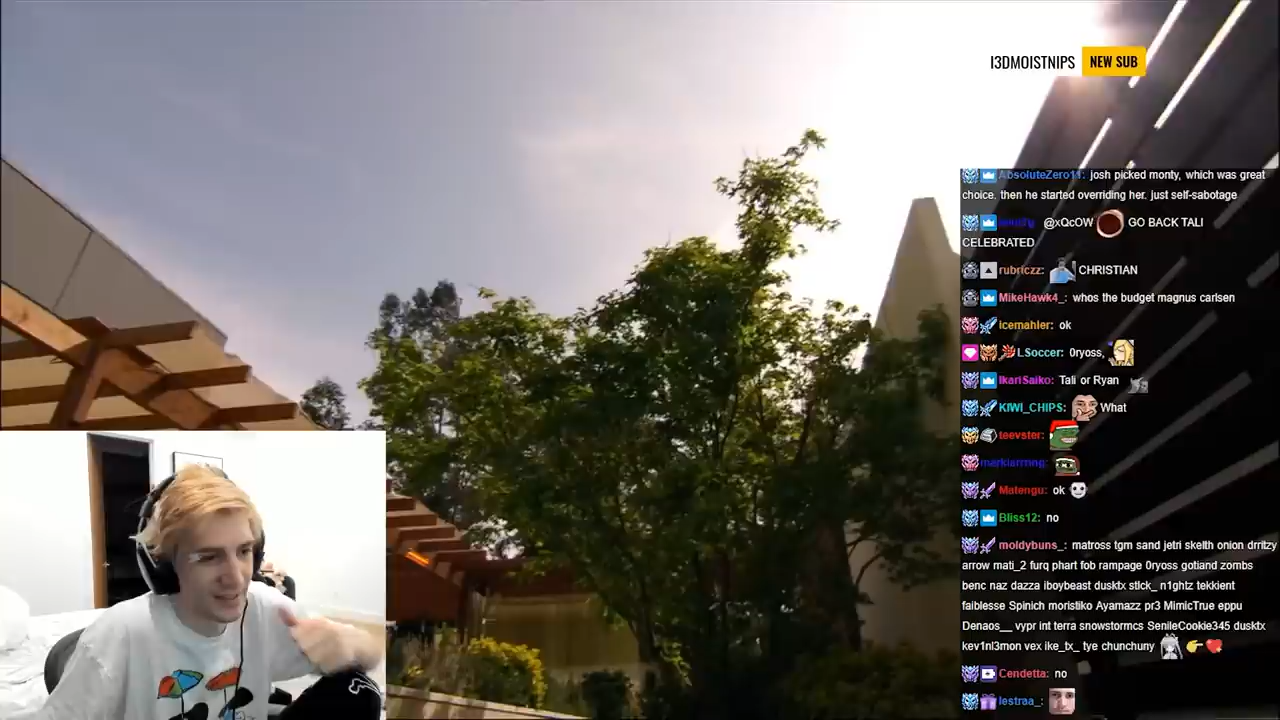 I3DMOISTNIPS NEW SUB
AbsoluteZero11: josh picked monty, which was great
choice. then he started overriding her. just self-sabotage
@xQcOW GO BACK TALI
CELEBRATED
rubriczz: CHRISTIAN
MikeHawk4_: whos the budget magnus carlsen
Icemahler: ok
LSoccer: 0ryoss,
IkariSaiko: Tali or Ryan
KIWI_CHIPS: What
teevster:
Matengu: ok
Bliss12: no
moldybuns_: matross tgm sand jetri skelth onion drritzy
arrow mati_2 furq phart fob rampage 0ryoss gotiand zombs
benc naz dazza iboybeast dusktx stlck_ n1ghtz tekkient
faiblesse Spinich moristiko Ayamazz pr3 MimicTrue eppu
Denaos__ vypr int terra snowstormcs SenileCookie345 dusktx
kev1nl3mon vex ike_tx_ tye chunchuny
Cendetta: no
lestraa_: